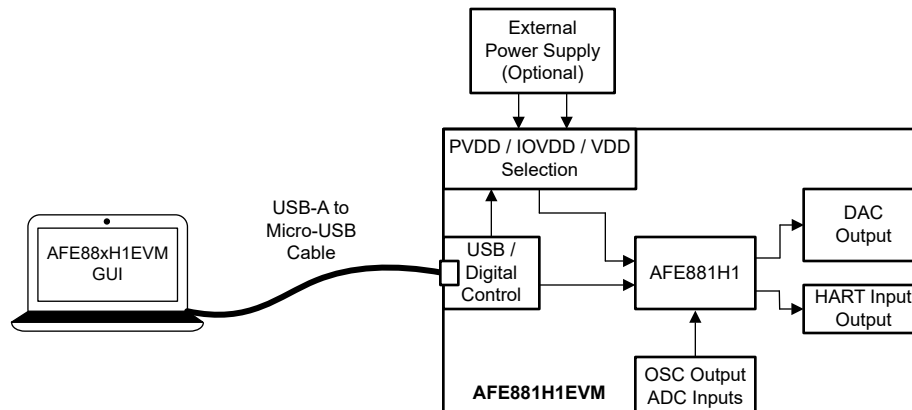 External
Power Supply
(Optional)
PVDD / IOVDD / VDD
Selection
USB-A to
Micro-USB
Cable
AFE88xH1EVM
GUI
USB /
Digital
Control
AFE881H1
DAC
Output
HART Input
Output
OSC Output
ADC Inputs
AFE881H1EVM